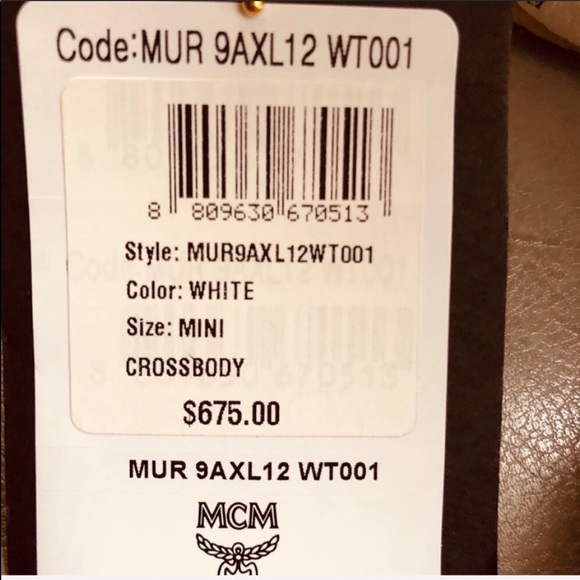 Code:MUR 9AXL12 WT001
8 809630 670513
Style: MUR9AXL12WT001
Color: WHITE
Size: MINI
CROSSBODY
$675.00
MUR 9AXL12 WT001
MCM